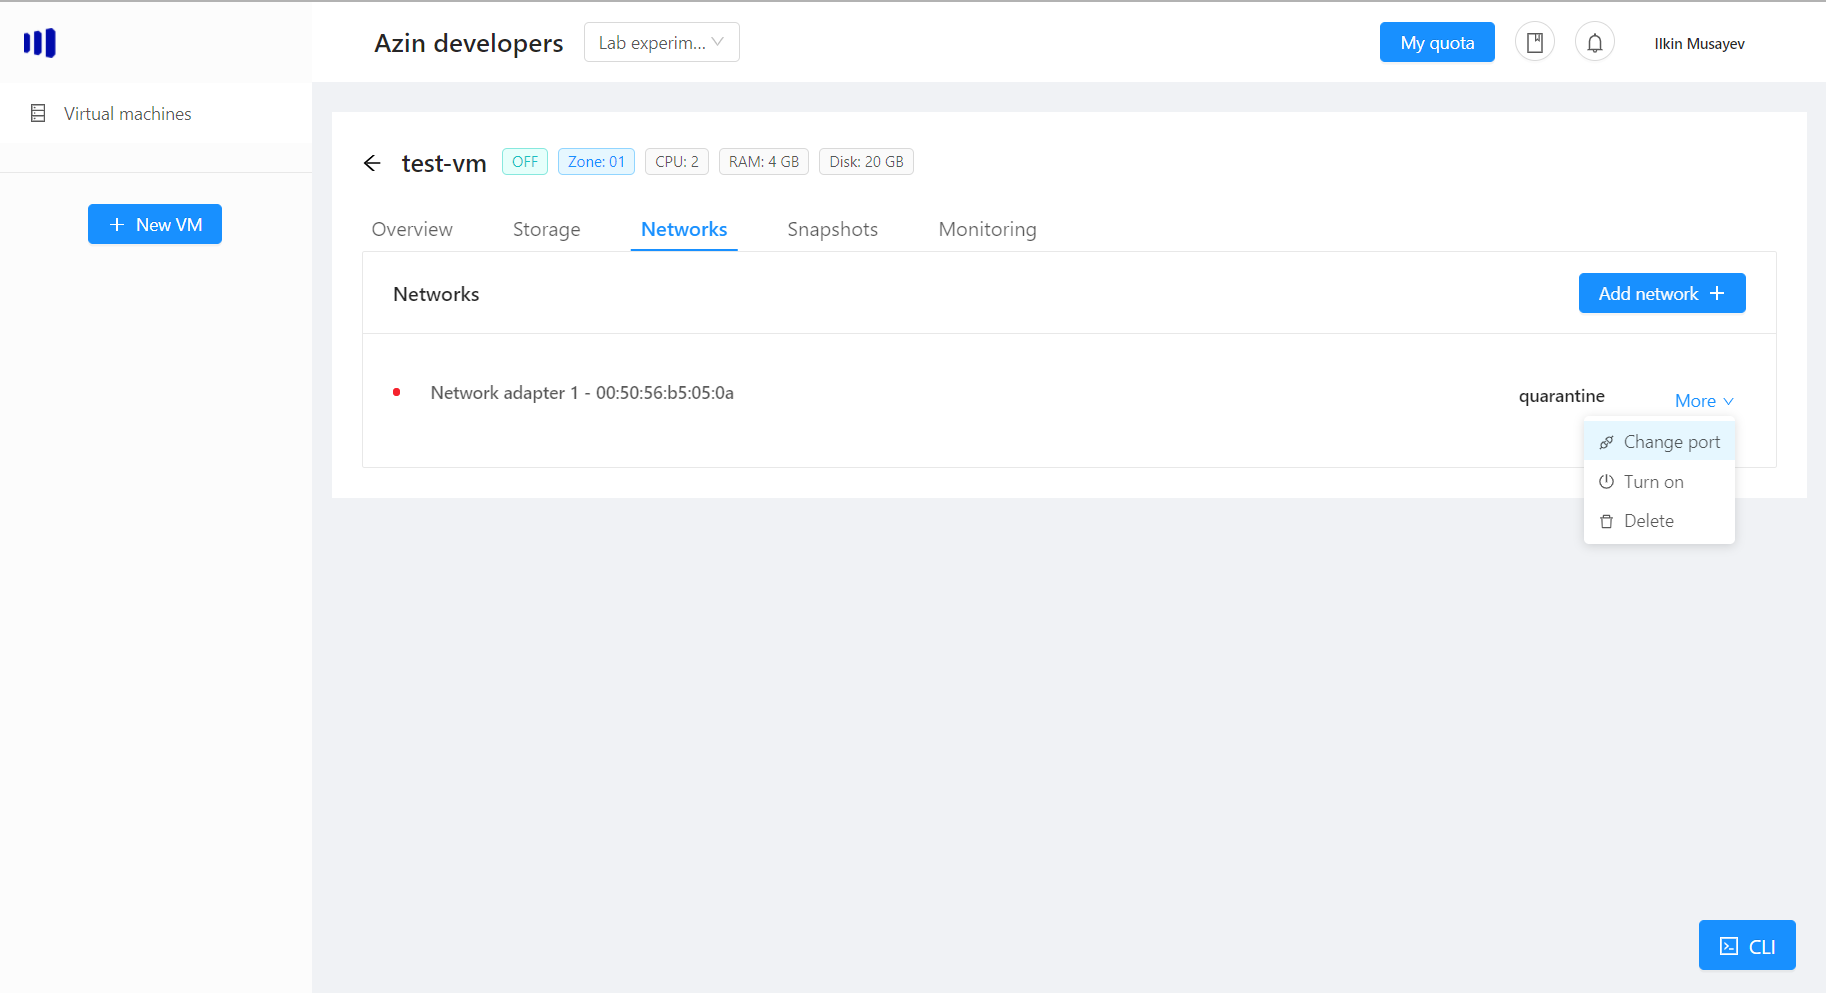 Azin developers
Lab experim...
My quota
Ilkin Musayev
Virtual machines
New VM
test-vm
OFF
Zone: 01
CPU: 2
RAM: 4 GB
Disk: 20 GB
Overview
Storage
Networks
Snapshots
Monitoring
Networks
Add network
Network adapter 1 - 00:50:56:b5:05:0a
quarantine
More
Change port
Turn on
Delete
CLI